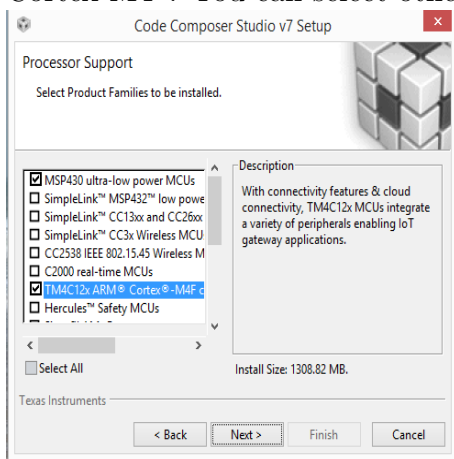 Code Composer Studio v7 Setup
Processor Support
Select Product Families to be installed.
MSP430 ultra-low power MCUs
SimpleLink™ MSP432™ low powe
SimpleLink™ CC13xx and CC26xx
SimpleLink™ CC3x Wireless MCU
CC2538 IEEE 802.15.45 Wireless M
C2000 real-time MCUs
TM4C12x ARM® Cortex®-M4F c
Hercules™ Safety MCUs
Select All
Description
With connectivity features & cloud
connectivity, TM4C12x MCUs integrate
a variety of peripherals enabling IoT
gateway applications.
Install Size: 1308.82 MB.
Texas Instruments
< Back
Next >
Finish
Cancel